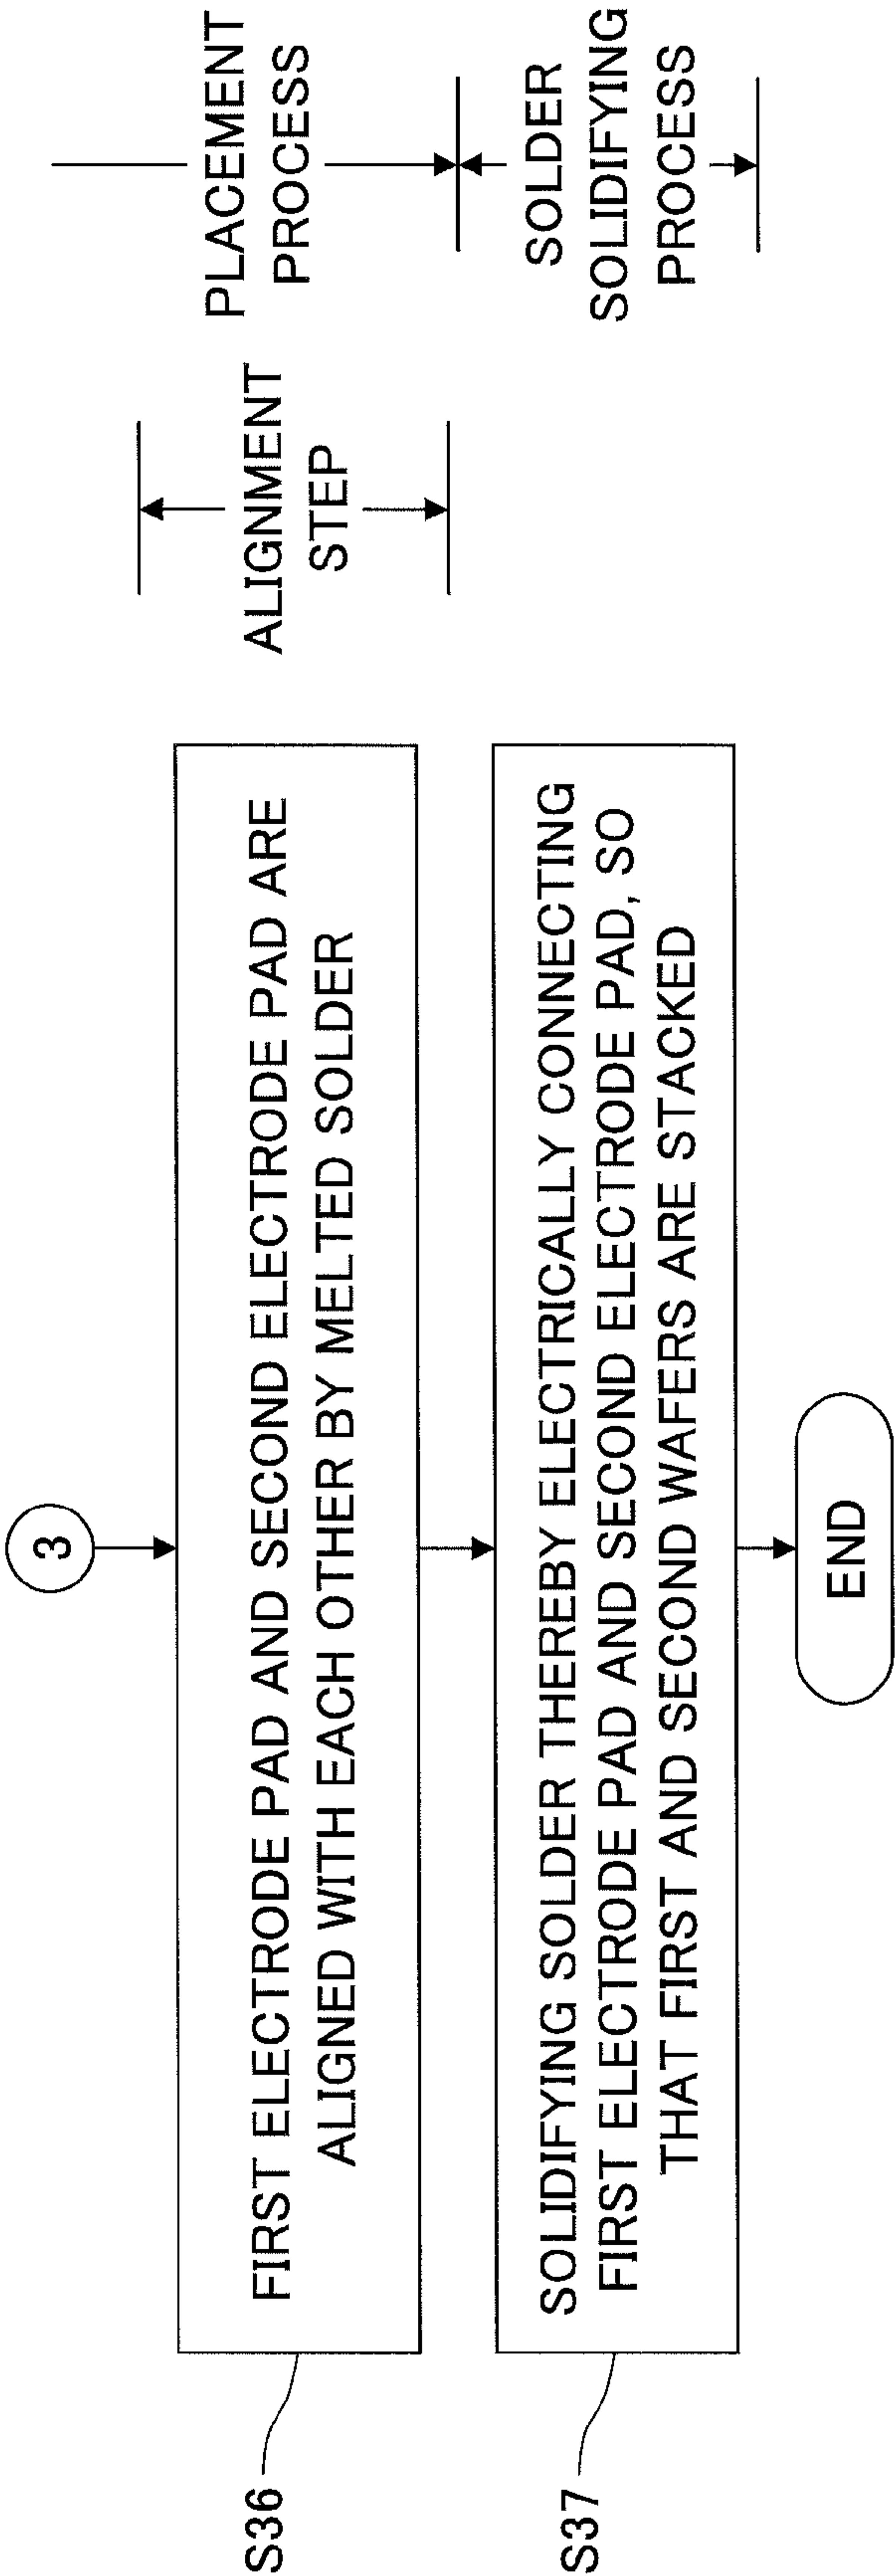 3
S36
FIRST ELECTRODE PAD AND SECOND ELECTRODE PAD ARE
ALIGNED WITH EACH OTHER BY MELTED SOLDER
ALIGNMENT
STEP
PLACEMENT
PROCESS
S37
SOLIDIFYING SOLDER THEREBY ELECTRICALLY CONNECTING
FIRST ELECTRODE PAD AND SECOND ELECTRODE PAD, SO
THAT FIRST AND SECOND WAFERS ARE STACKED
SOLDER
SOLIDIFYING
PROCESS
END